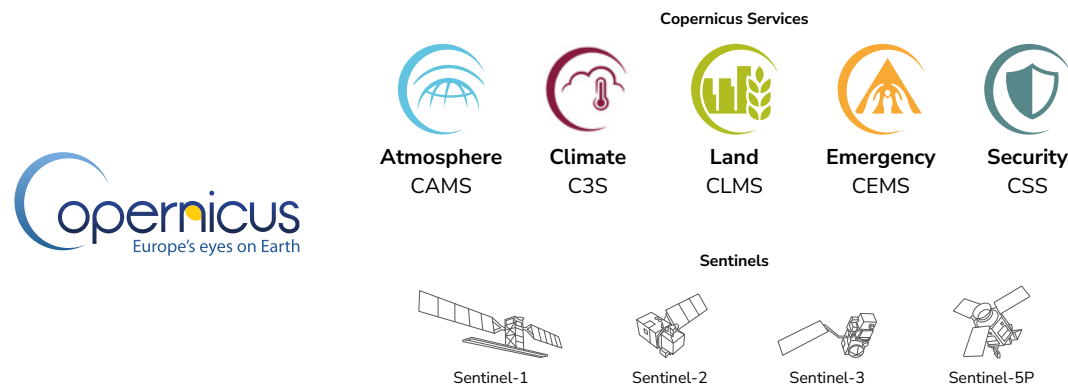 Copernicus
Europe's eyes on Earth
Copernicus Services
Atmosphere Climate Land Emergency Security
CAMS C3S CLMS CEMS CSS
Sentinels
Sentinel-1 Sentinel-2 Sentinel-3 Sentinel-5P